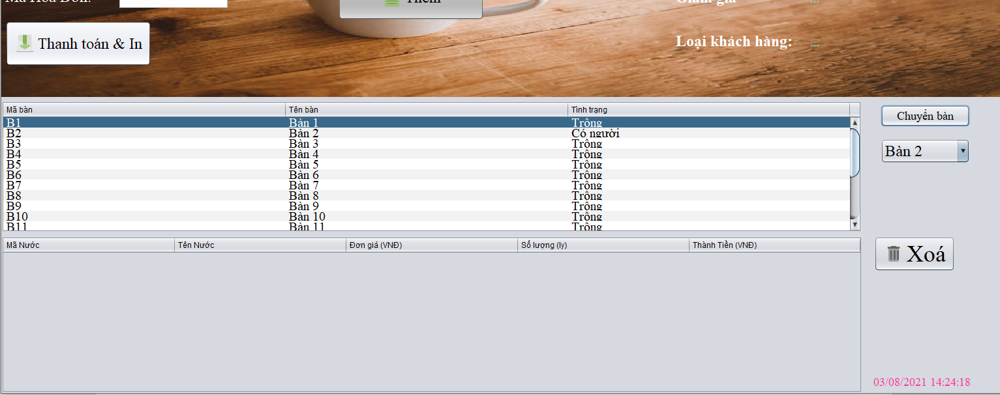 Mã Hoá Đơn:
Thêm
Giảm giá ...
Thanh toán & In
Loại khách hàng: ...
Mã bàn Tên bàn Tình trạng
B1 Bàn 1 Trống
B2 Bàn 2 Có người
B3 Bàn 3 Trống
B4 Bàn 4 Trống
B5 Bàn 5 Trống
B6 Bàn 6 Trống
B7 Bàn 7 Trống
B8 Bàn 8 Trống
B9 Bàn 9 Trống
B10 Bàn 10 Trống
B11 Bàn 11 Trống
Chuyển bàn
Bàn 2
Mã Nước Tên Nước Đơn giá (VNĐ) Số lượng (ly) Thành Tiền (VNĐ)
Xoá
03/08/2021 14:24:18